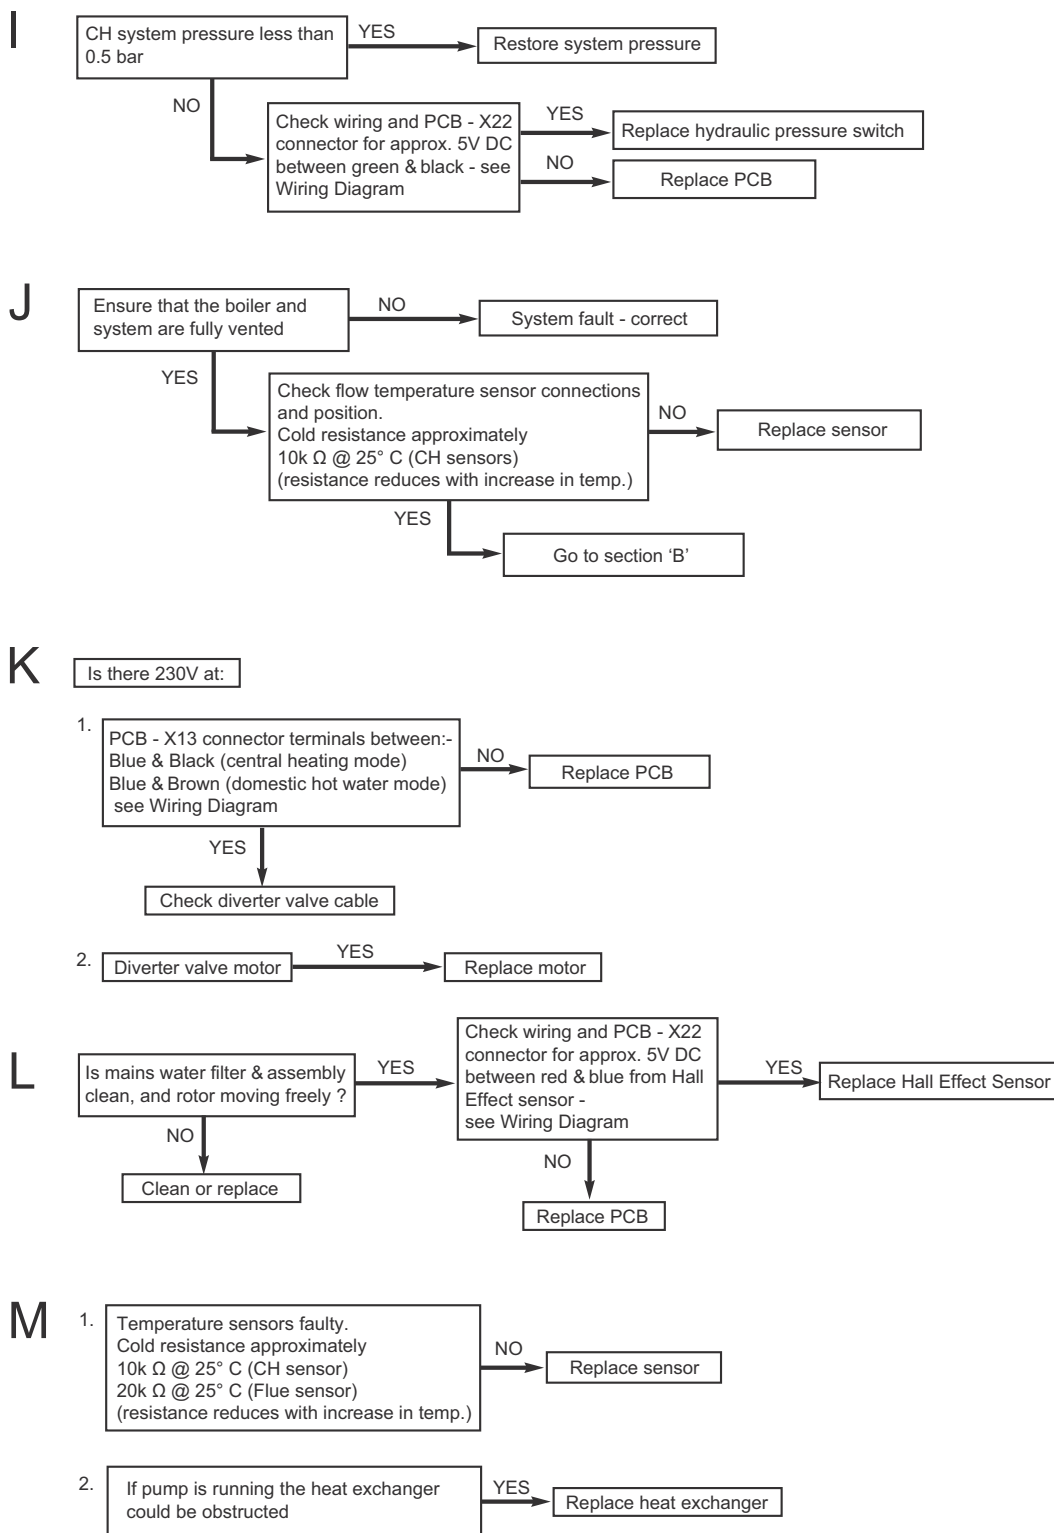 I
CH system pressure less than
0.5 bar
YES
Restore system pressure
NO
Check wiring and PCB - X22
connector for approx. 5V DC
between green & black - see
Wiring Diagram
YES
Replace hydraulic pressure switch
NO
Replace PCB
J
Ensure that the boiler and
system are fully vented
NO
System fault - correct
YES
Check flow temperature sensor connections
and position.
Cold resistance approximately
10k Ω @ 25° C (CH sensors)
(resistance reduces with increase in temp.)
NO
Replace sensor
YES
Go to section ‘B’
K
Is there 230V at:
1.
PCB - X13 connector terminals between:-
Blue & Black (central heating mode)
Blue & Brown (domestic hot water mode)
see Wiring Diagram
NO
Replace PCB
YES
Check diverter valve cable
2.
Diverter valve motor
YES
Replace motor
L
Is mains water filter & assembly
clean, and rotor moving freely ?
YES
Check wiring and PCB - X22
connector for approx. 5V DC
between red & blue from Hall
Effect sensor -
see Wiring Diagram
YES
Replace Hall Effect Sensor
NO
Clean or replace
NO
Replace PCB
M
1.
Temperature sensors faulty.
Cold resistance approximately
10k Ω @ 25° C (CH sensor)
20k Ω @ 25° C (Flue sensor)
(resistance reduces with increase in temp.)
NO
Replace sensor
2.
If pump is running the heat exchanger
could be obstructed
YES
Replace heat exchanger